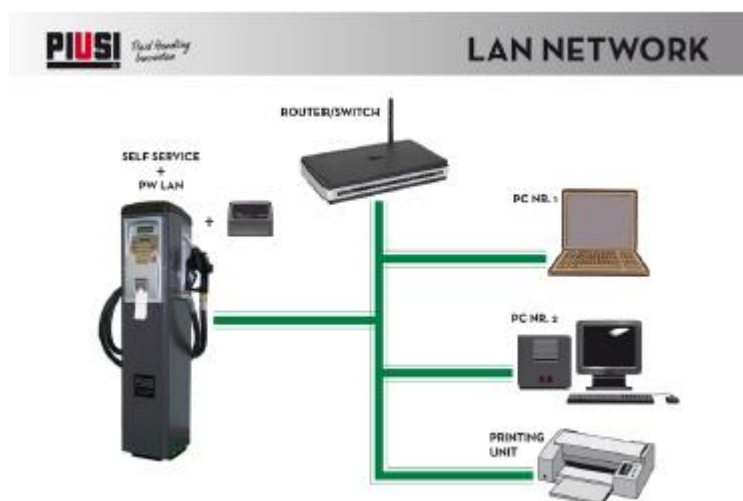 PIUSI
Fluid Handling
Innovation
LAN NETWORK
ROUTER/SWITCH
SELF SERVICE
+
PW LAN
+
PC NR. 1
PC NR. 2
PRINTING
UNIT